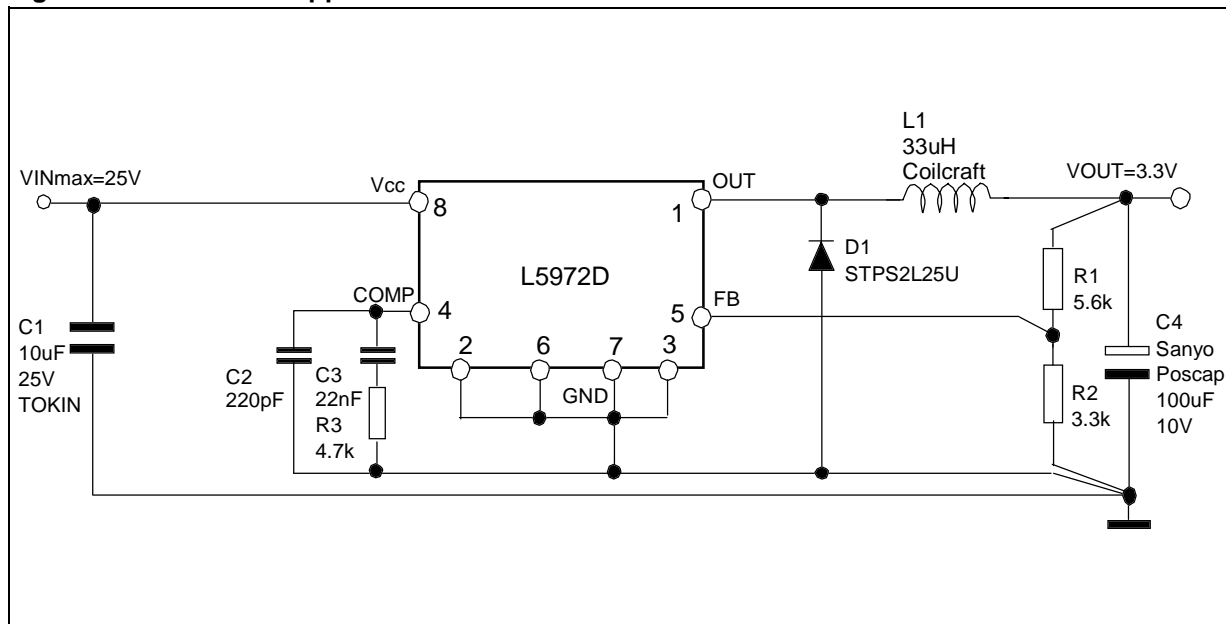 VINmax=25V
Vcc
8
OUT
1
L1
33uH
Coilcraft
VOUT=3.3V
L5972D
D1
STPS2L25U
COMP
4
FB
5
R1
5.6k
C1
10uF
25V
TOKIN
C2
220pF
C3
22nF
R3
4.7k
2
6
7
3
GND
R2
3.3k
C4
Sanyo
Poscap
100uF
10V